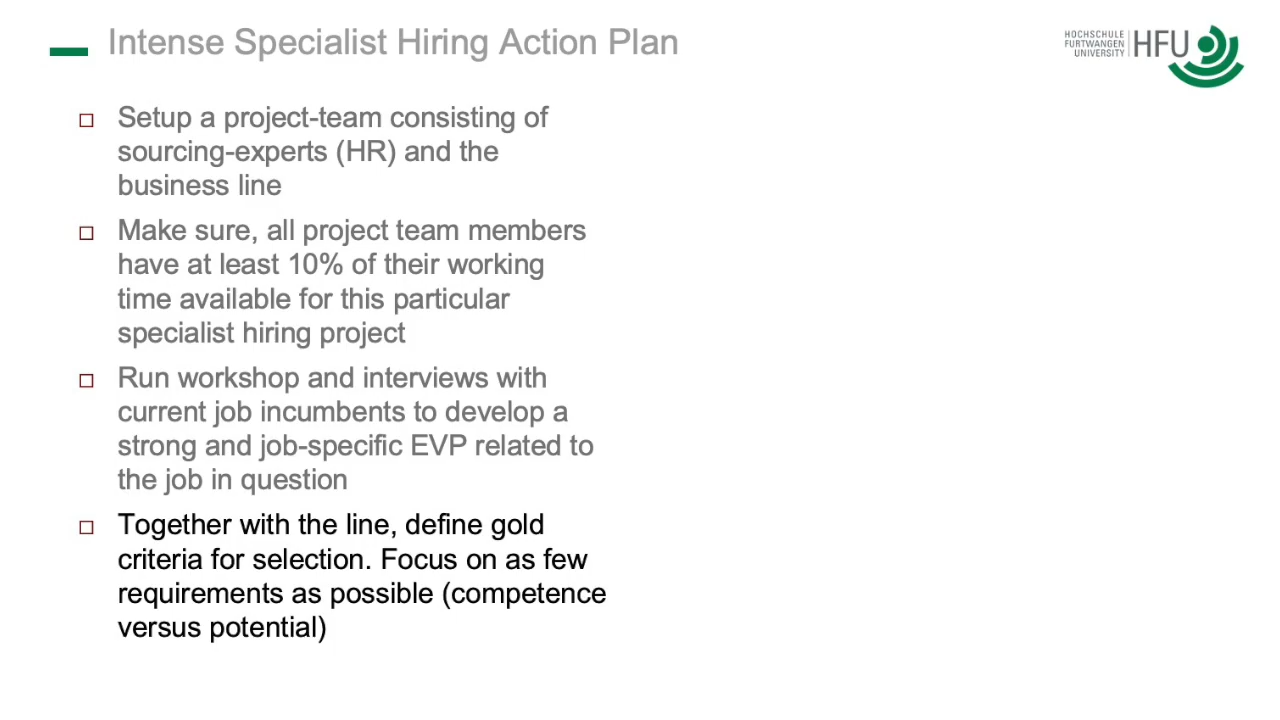 Intense Specialist Hiring Action Plan
HOCHSCHULE
FURTWANGEN
UNIVERSITY
HFU
Setup a project-team consisting of
sourcing-experts (HR) and the
business line
Make sure, all project team members
have at least 10% of their working
time available for this particular
specialist hiring project
Run workshop and interviews with
current job incumbents to develop a
strong and job-specific EVP related to
the job in question
Together with the line, define gold
criteria for selection. Focus on as few
requirements as possible (competence
versus potential)